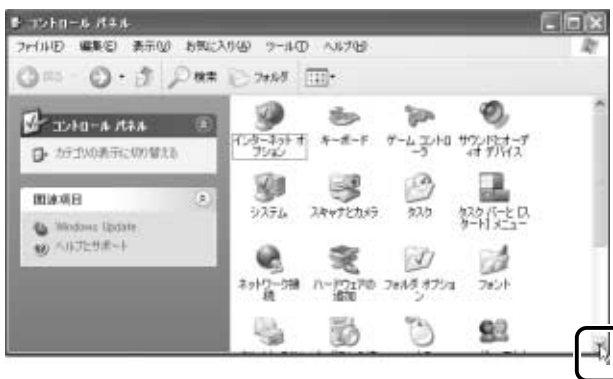 コントロール パネル
ファイル(F) 編集(E) 表示(V) お気に入り(A) ツール(T) ヘルプ(H)
戻る 検索 フォルダ
コントロール パネル
カテゴリの表示に切り替える
関連項目
Windows Update
ヘルプとサポート
インターネット オ
プション
キーボード
ゲーム コントロ
ーラ
サウンドとオーデ
ィオ デバイス
システム
スキャナとカメラ
タスク
タスク バーと [ス
タート] メニュー
ネットワーク接
続
ハードウェアの
追加
フォルダ オプショ
ン
フォント